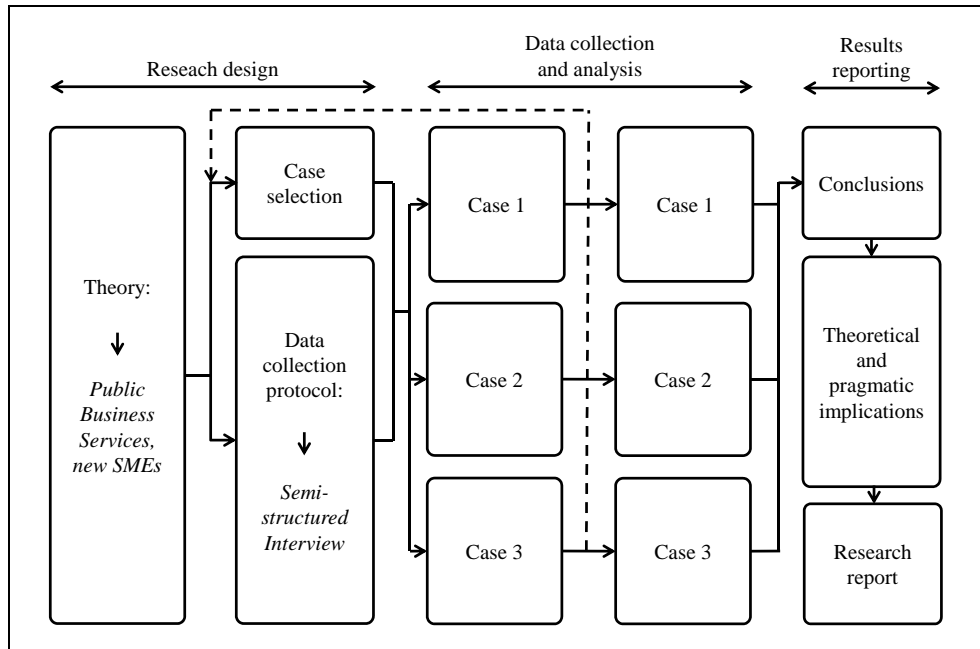 Reseach design
Data collection
and analysis
Results
reporting
Theory:
Public
Business
Services,
new SMEs
Case
selection
Data
collection
protocol:
Semi-
structured
Interview
Case 1
Case 2
Case 3
Case 1
Case 2
Case 3
Conclusions
Theoretical
and
pragmatic
implications
Research
report